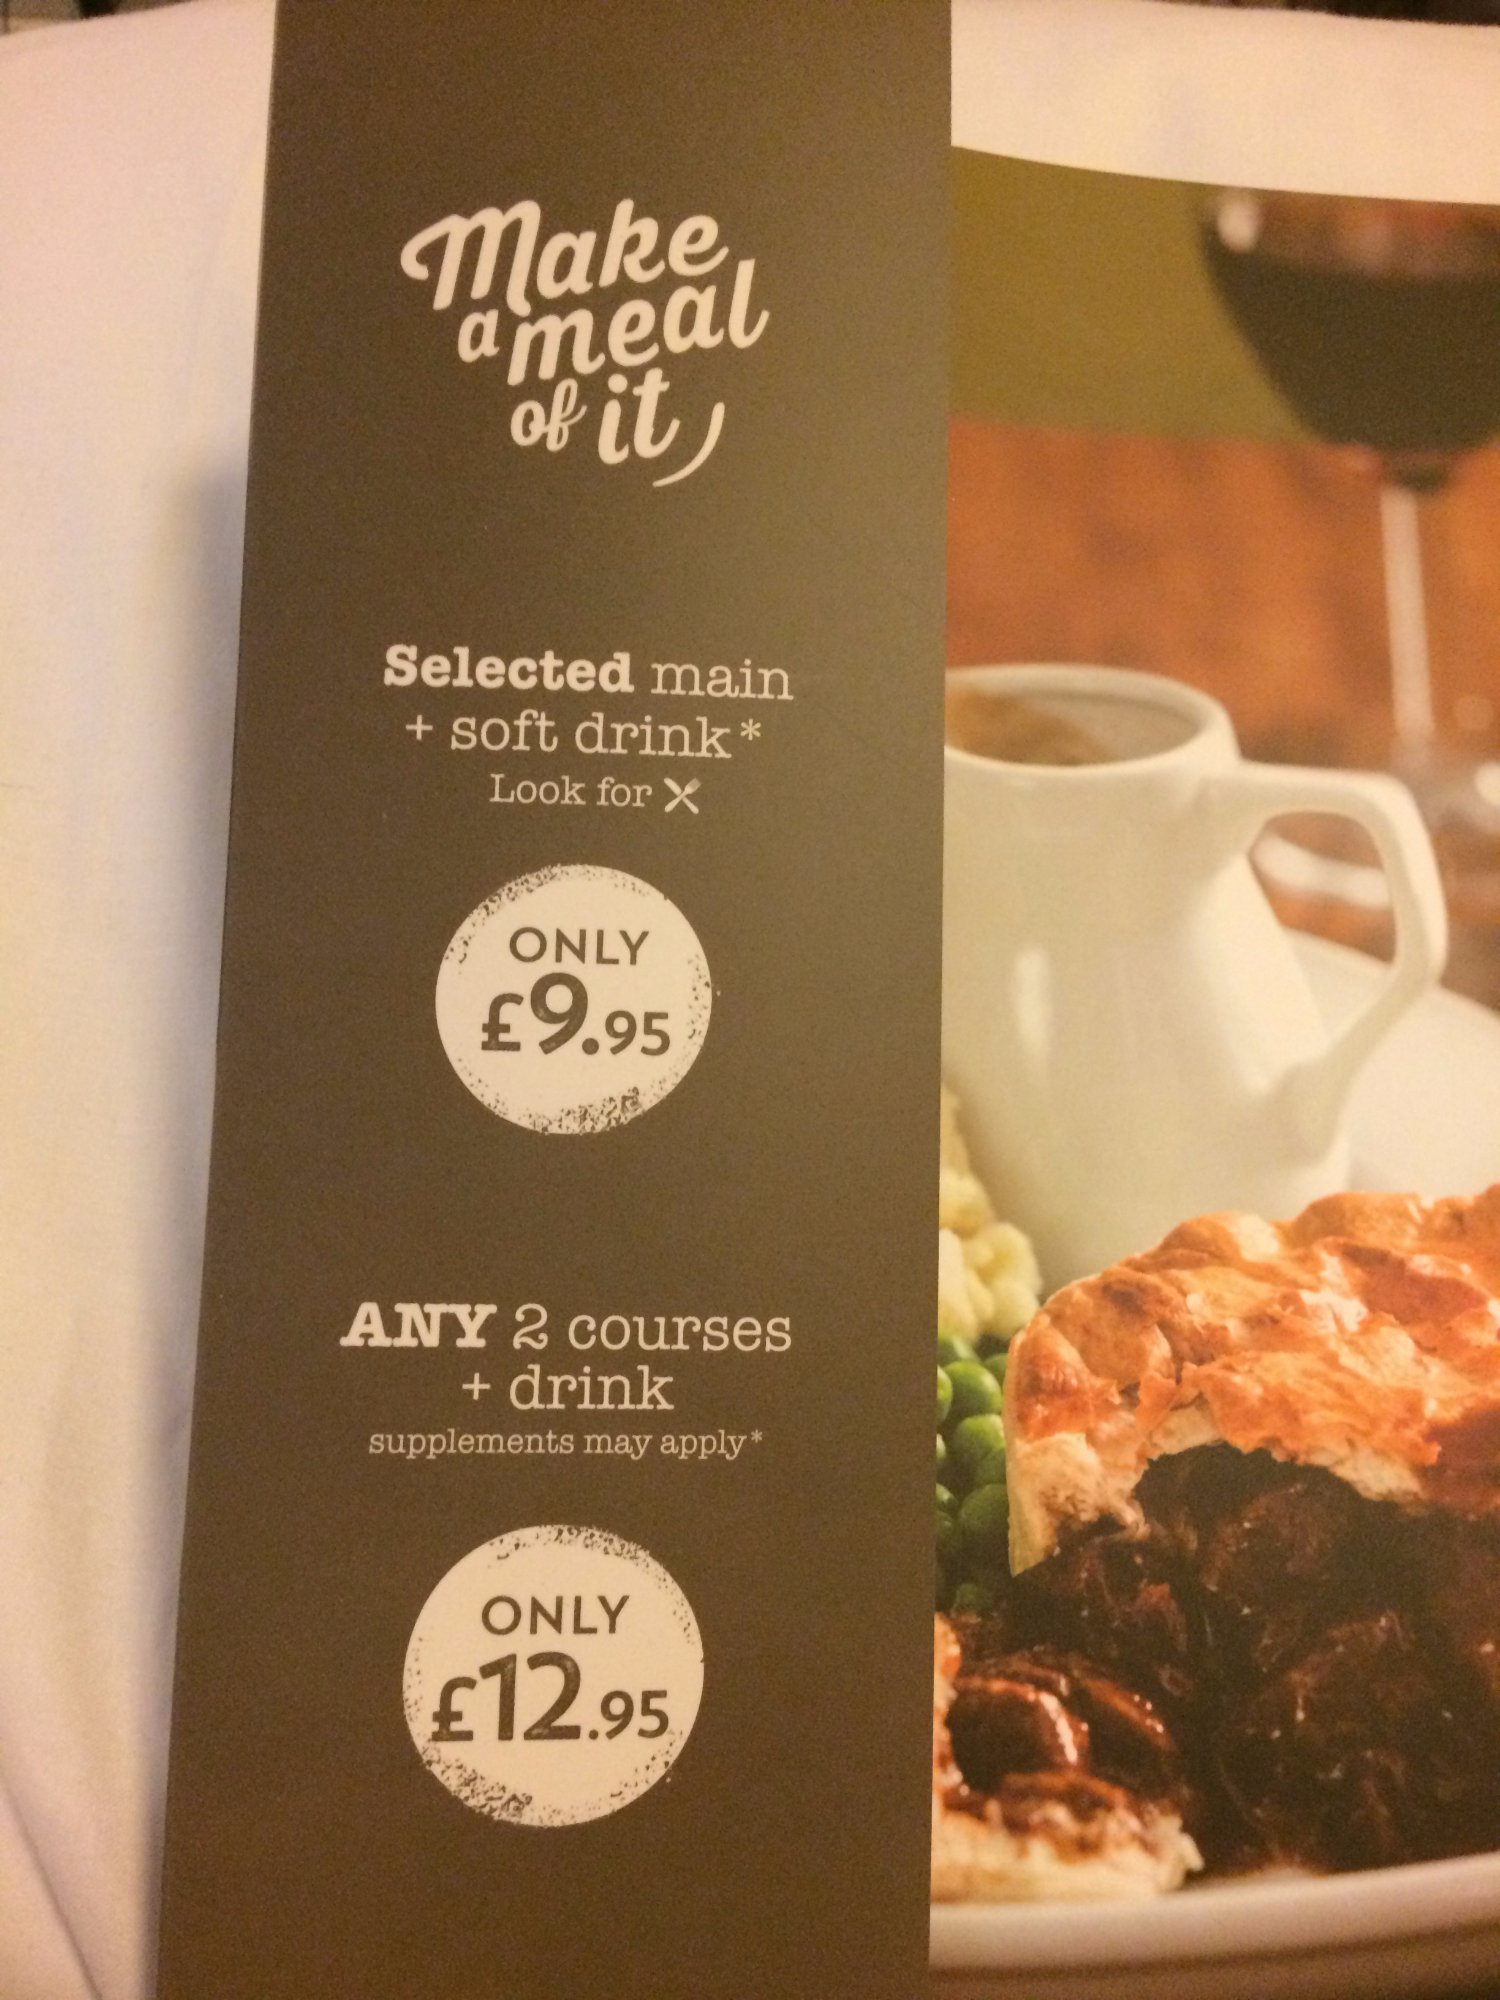 Make
a meal
of it
Selected main
+ soft drink*
Look for
ONLY
£9.95
ANY 2 courses
+ drink
supplements may apply*
ONLY
£12.95